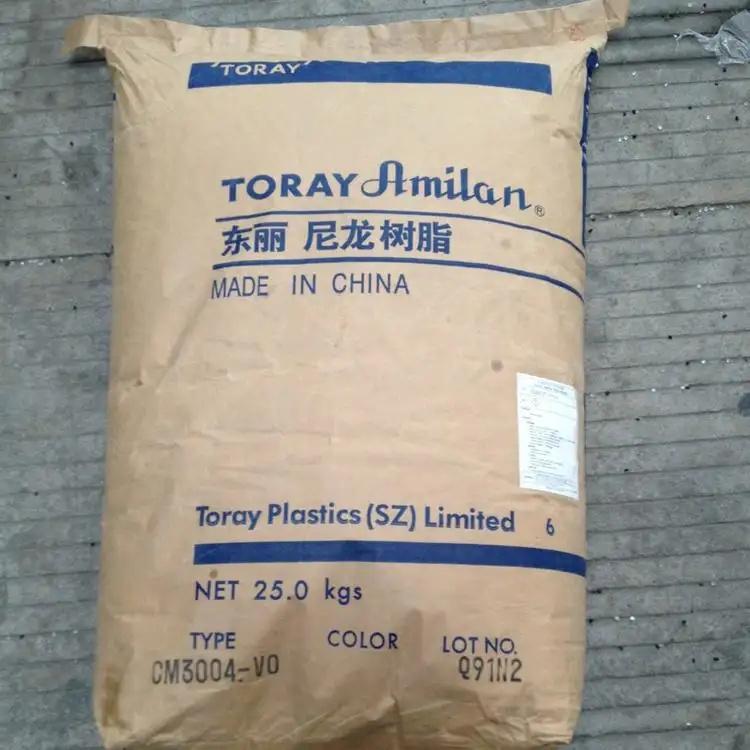 TORAY
TORAY Amilan®
东丽 尼龙树脂
MADE IN CHINA
Toray Plastics (SZ) Limited 6
NET 25.0 kgs
TYPE COLOR LOT NO.
CM3004-V0 Q91N2